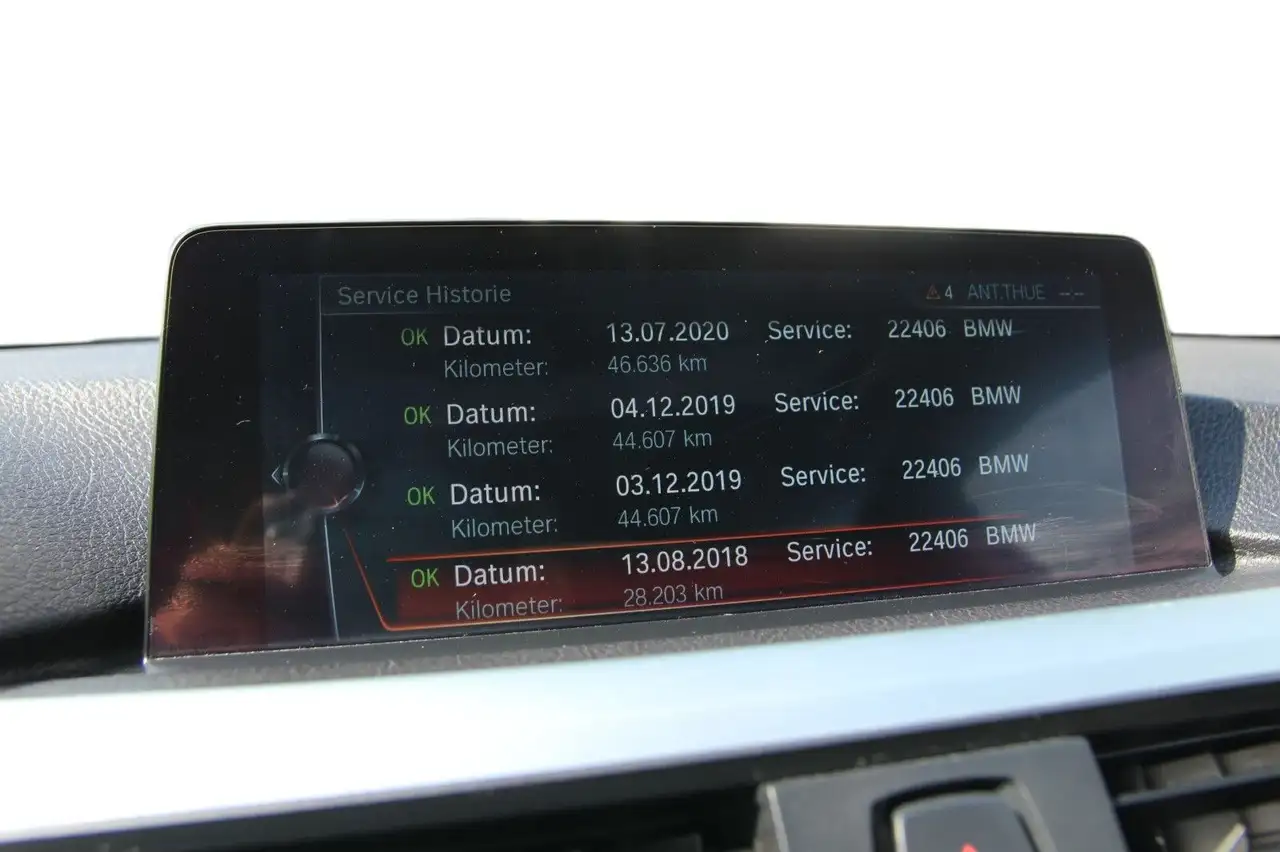 Service Historie 4 ANT.THUE --·--
OK Datum: 13.07.2020 Service: 22406 BMW
Kilometer: 46.636 km
OK Datum: 04.12.2019 Service: 22406 BMW
Kilometer: 44.607 km
OK Datum: 03.12.2019 Service: 22406 BMW
Kilometer: 44.607 km
OK Datum: 13.08.2018 Service: 22406 BMW
Kilometer: 28.203 km